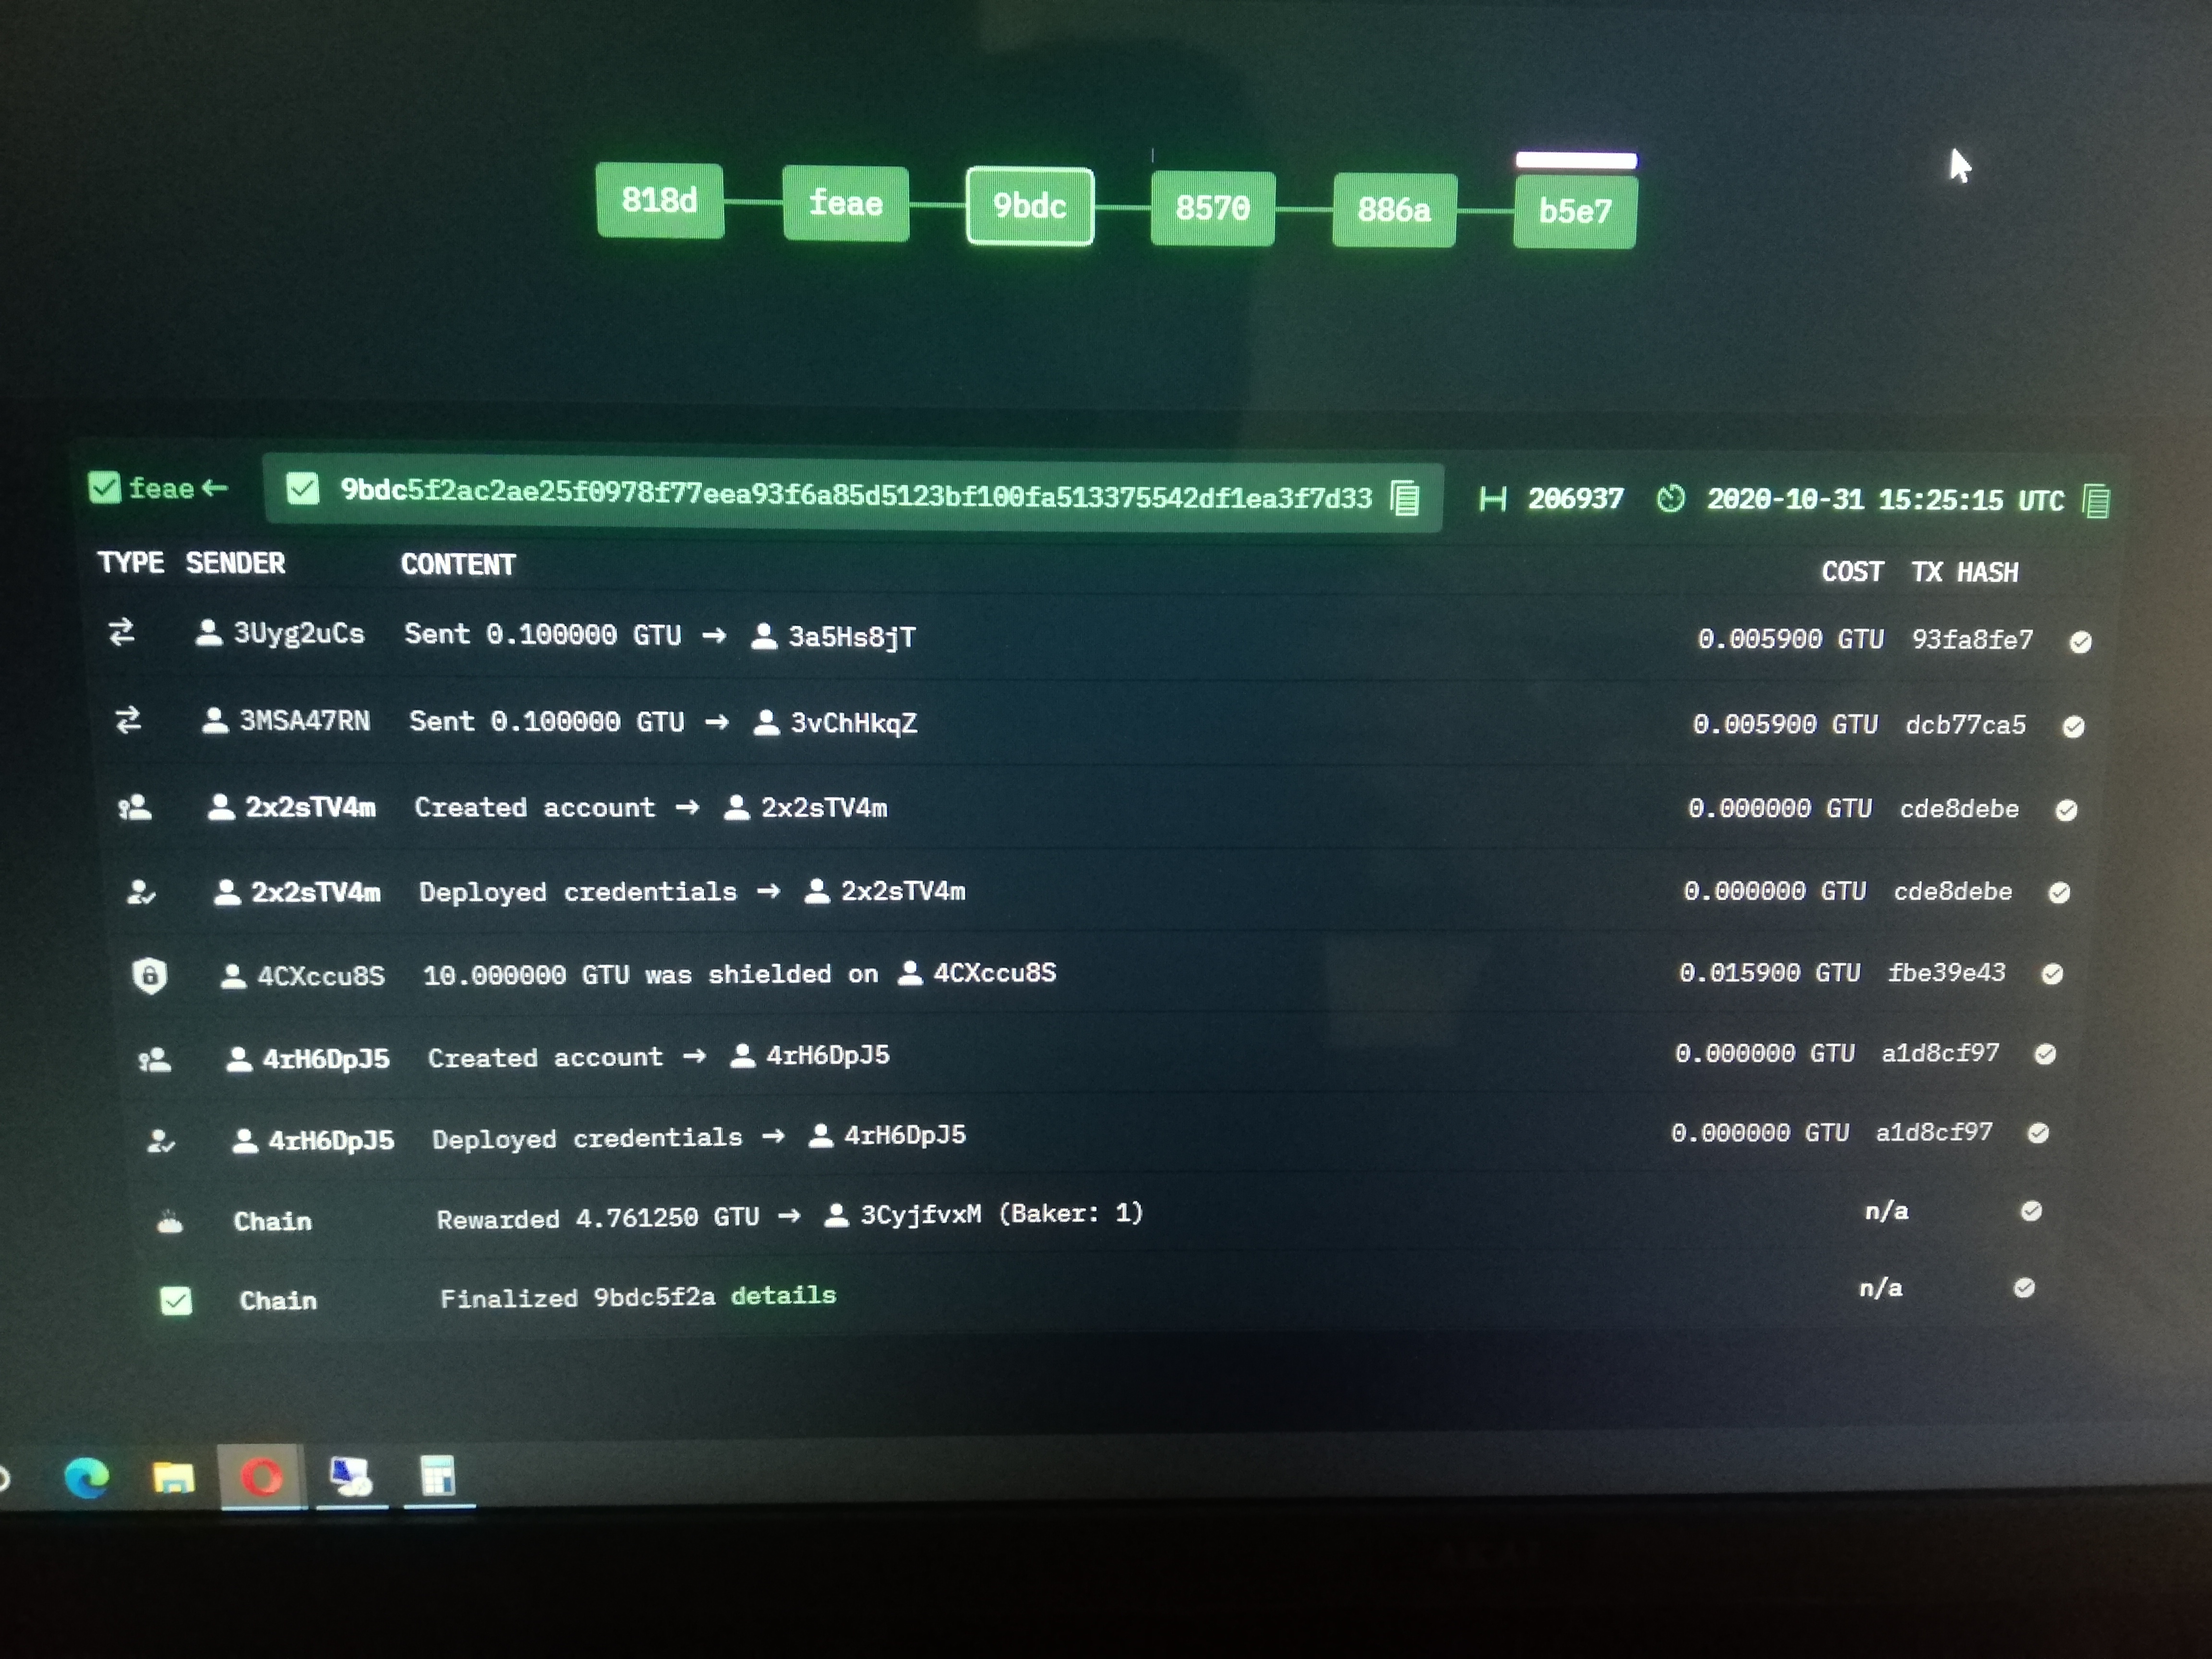 818d feae 9bdc 8570 886a b5e7
feae ← 9bdc5f2ac2ae25f0978f77eea93f6a85d5123bf100fa513375542df1ea3f7d33 206937 2020-10-31 15:25:15 UTC
TYPE SENDER CONTENT COST TX HASH
3Uyg2uCs Sent 0.100000 GTU → 3a5Hs8jT 0.005900 GTU 93fa8fe7
3MSA47RN Sent 0.100000 GTU → 3vChHkqZ 0.005900 GTU dcb77ca5
2x2sTV4m Created account → 2x2sTV4m 0.000000 GTU cde8debe
2x2sTV4m Deployed credentials → 2x2sTV4m 0.000000 GTU cde8debe
4CXccu8S 10.000000 GTU was shielded on 4CXccu8S 0.015900 GTU fbe39e43
4rH6DpJ5 Created account → 4rH6DpJ5 0.000000 GTU a1d8cf97
4rH6DpJ5 Deployed credentials → 4rH6DpJ5 0.000000 GTU a1d8cf97
Chain Rewarded 4.761250 GTU → 3CyjfvxM (Baker: 1) n/a
Chain Finalized 9bdc5f2a details n/a